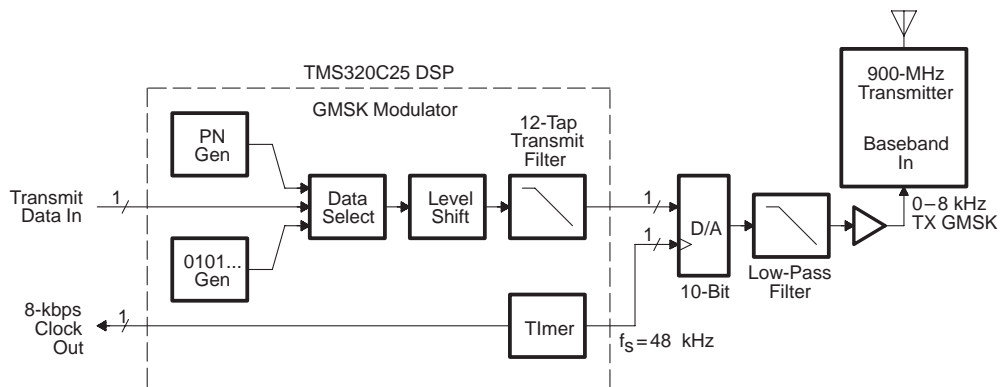 TMS320C25 DSP
GMSK Modulator
PN
Gen
12-Tap
Transmit
Filter
900-MHz
Transmitter
Baseband
In
Transmit
Data In
1
Data
Select
Level
Shift
1
1
D/A
10-Bit
Low-Pass
Filter
0–8 kHz
TX GMSK
0101...
Gen
8-kbps
Clock
Out
1
TImer
fs=48 kHz